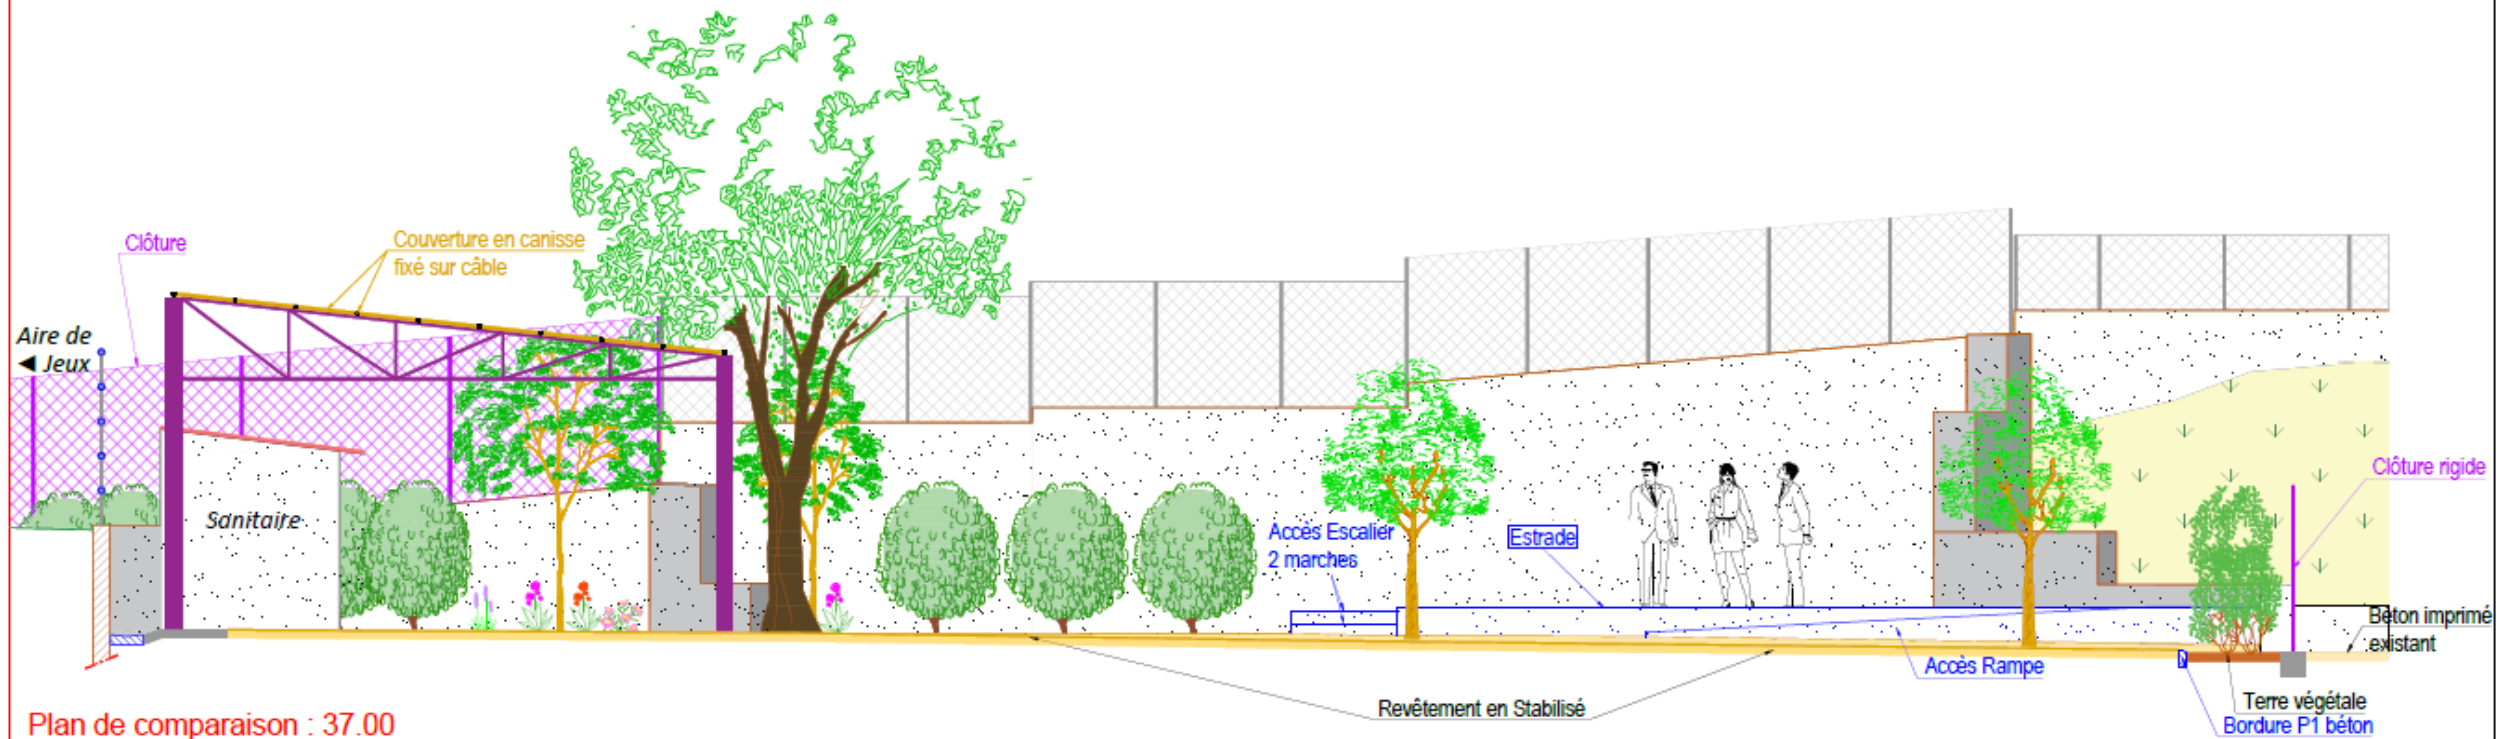 Clôture
Couverture en canisse
fixé sur câble
Aire de
◄ Jeux
Sanitaire
Accès Escalier
2 marches
Estrade
Clôture rigide
Béton imprimé
existant
Accès Rampe
Revêtement en Stabilisé
Terre végétale
Bordure P1 béton
Plan de comparaison : 37.00